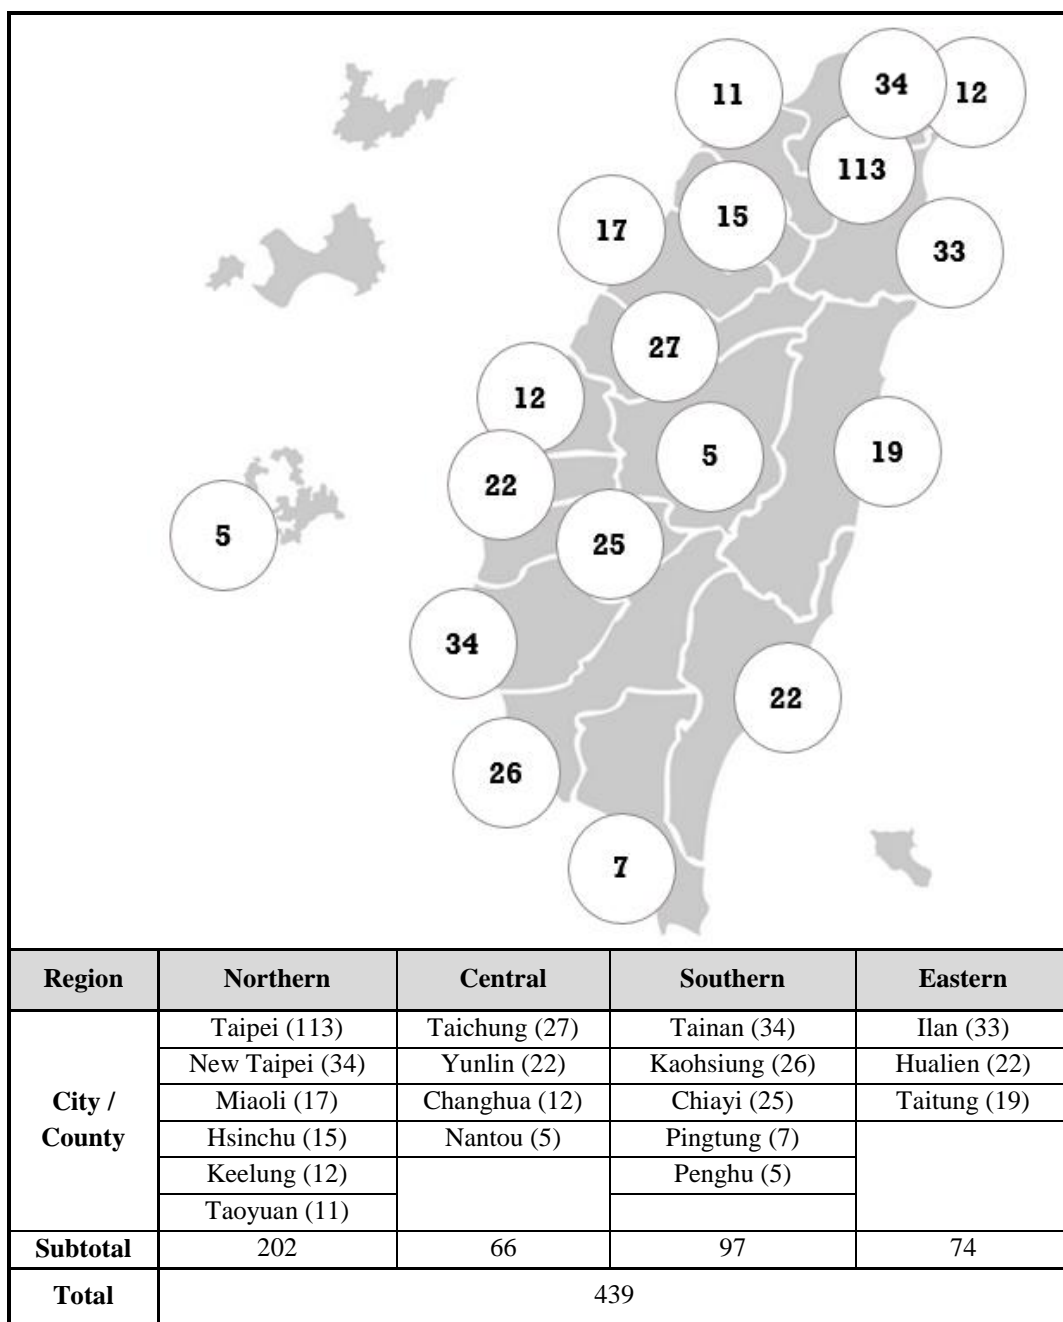 11
34
12
113
17
15
33
27
12
5
19
22
5
25
34
22
26
7
Region Northern Central Southern Eastern
Taipei (113) Taichung (27) Tainan (34) Ilan (33)
New Taipei (34) Yunlin (22) Kaohsiung (26) Hualien (22)
City / County Miaoli (17) Changhua (12) Chiayi (25) Taitung (19)
Hsinchu (15) Nantou (5) Pingtung (7)
Keelung (12) Penghu (5)
Taoyuan (11)
Subtotal 202 66 97 74
Total 439